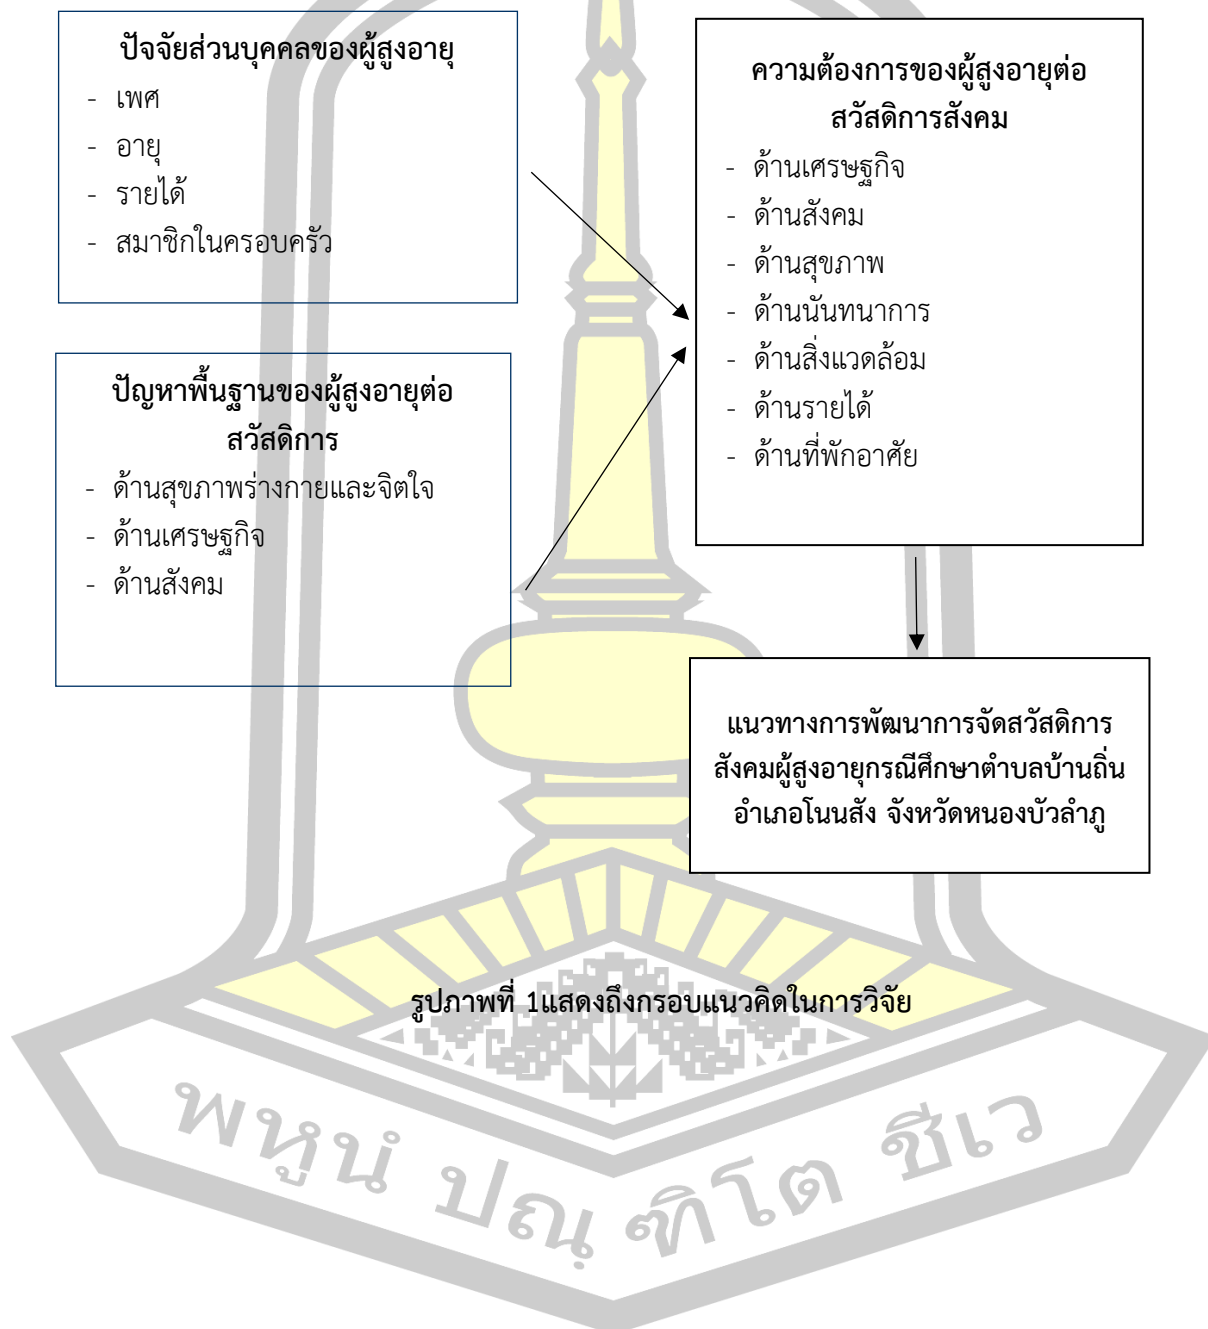 ปัจจัยส่วนบุคคลของผู้สูงอายุ
- เพศ
- อายุ
- รายได้
- สมาชิกในครอบครัว
ปัญหาพื้นฐานของผู้สูงอายุต่อ
สวัสดิการ
- ด้านสุขภาพร่างกายและจิตใจ
- ด้านเศรษฐกิจ
- ด้านสังคม
ความต้องการของผู้สูงอายุต่อ
สวัสดิการสังคม
- ด้านเศรษฐกิจ
- ด้านสังคม
- ด้านสุขภาพ
- ด้านนันทนาการ
- ด้านสิ่งแวดล้อม
- ด้านรายได้
- ด้านที่พักอาศัย
แนวทางการพัฒนาการจัดสวัสดิการ
สังคมผู้สูงอายุกรณีศึกษาตำบลบ้านถิ่น
อำเภอโนนสัง จังหวัดหนองบัวลำภู
รูปภาพที่ 1แสดงถึงกรอบแนวคิดในการวิจัย
พหูนํ ปณฺฑิโต ชีเว